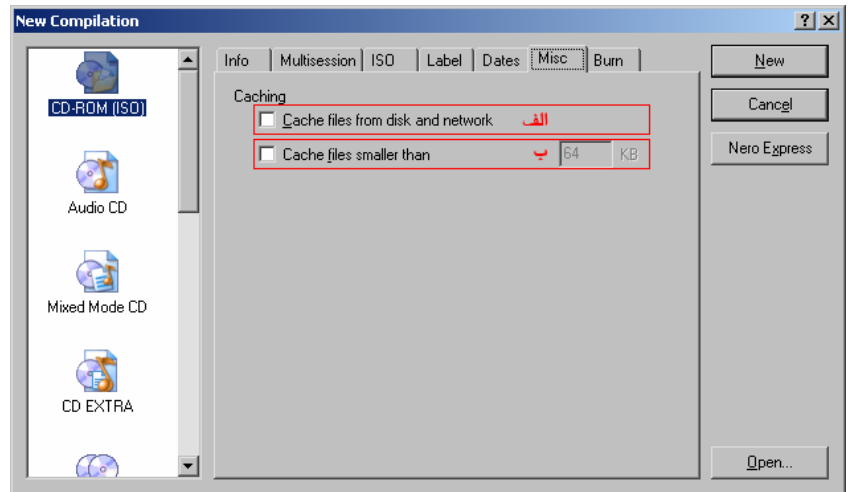 New Compilation
Info Multisession ISO Label Dates Misc Burn
New
Cancel
Nero Express
Open...
CD-ROM (ISO)
Audio CD
Mixed Mode CD
CD EXTRA
Caching
Cache files from disk and network الف
Cache files smaller than ب 64 KB